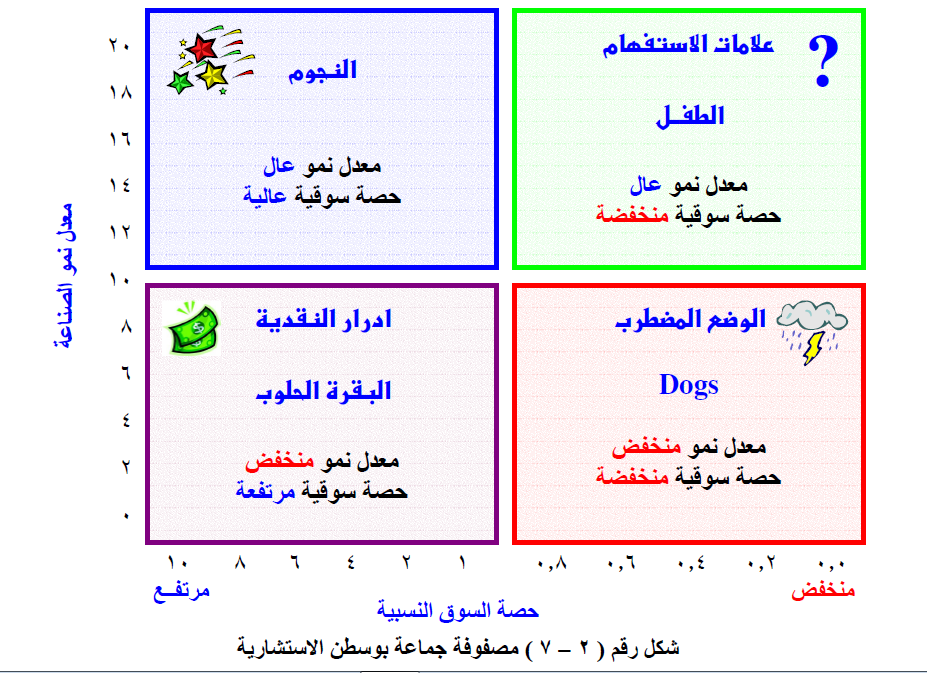 علامات الاستفهام
?
الطفـل
معدل نمو عال
حصة سوقية منخفضة
النجوم
معدل نمو عال
حصة سوقية عالية
الوضع المضطرب
Dogs
معدل نمو منخفض
حصة سوقية منخفضة
ادرار النقدية
البقرة الحلوب
معدل نمو منخفض
حصة سوقية مرتفعة
معدل نمو الصناعة
٢٠
١٨
١٦
١٤
١٢
١٠
٨
٦
٤
٢
٠
١٠ ٨ ٦ ٤ ٢ ١ ٠,٨ ٠,٦ ٠,٤ ٠,٢ ٠,٠
مرتفـع
منخفض
حصة السوق النسبية
شكل رقم ( ٢ – ٧ ) مصفوفة جماعة بوسطن الاستشارية